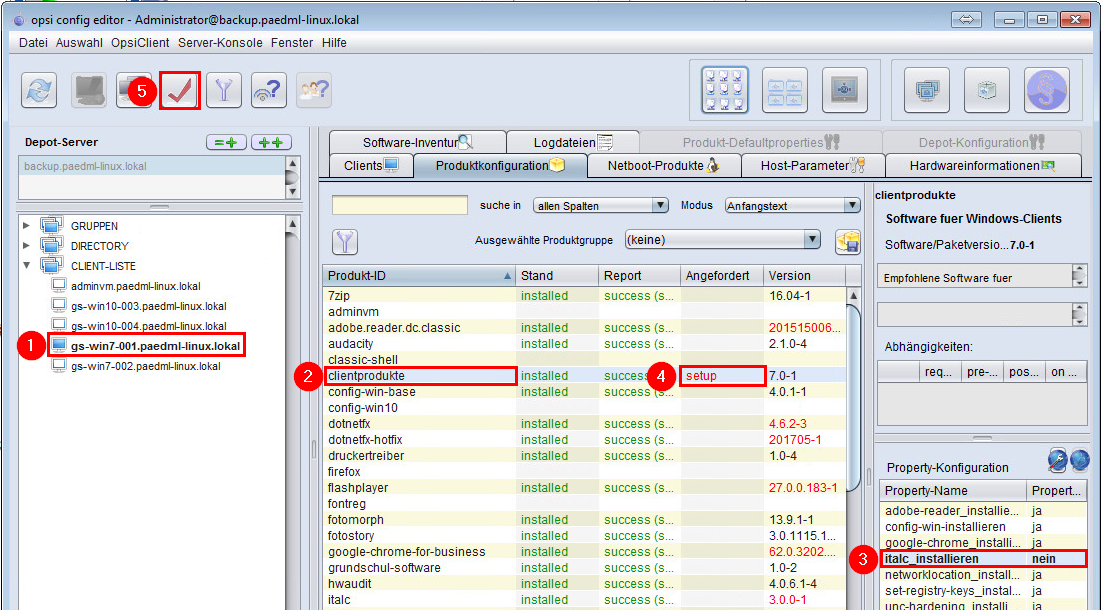 opsi config editor - Administrator@backup.paedml-linux.lokal
Datei Auswahl OpsiClient Server-Konsole Fenster Hilfe
5
Depot-Server
backup.paedml-linux.lokal
GRUPPEN
DIRECTORY
CLIENT-LISTE
adminvm.paedml-linux.lokal
gs-win10-003.paedml-linux.lokal
gs-win10-004.paedml-linux.lokal
1 gs-win7-001.paedml-linux.lokal
gs-win7-002.paedml-linux.lokal
Software-Inventur Logdateien Produkt-Defaultproperties Depot-Konfiguration
Clients Produktkonfiguration Netboot-Produkte Host-Parameter Hardwareinformationen
suche in allen Spalten Modus Anfangstext
Ausgewählte Produktgruppe (keine)
Produkt-ID Stand Report Angefordert Version
7zip installed success (s... 16.04-1
adminvm
adobe.reader.dc.classic installed success (s... 201515006...
audacity installed success (s... 2.1.0-4
classic-shell
2 clientprodukte installed success 4 setup 7.0-1
config-win-base installed success (s... 4.0.1-1
config-win10
dotnetfx installed success (s... 4.6.2-3
dotnetfx-hotfix installed success (s... 201705-1
druckertreiber installed success (s... 1.0-4
firefox
flashplayer installed success (s... 27.0.0.183-1
fontreg
fotomorph installed success (s... 13.9.1-1
fotostory installed success (s... 3.0.1115.1...
google-chrome-for-business installed success (s... 62.0.3202....
grundschul-software installed success (s... 1.0-2
hwaudit installed success (s... 4.0.6.1-4
italc installed success (s... 3.0.0-1
clientprodukte
Software fuer Windows-Clients
Software/Paketversio...7.0-1
Empfohlene Software fuer
Abhängigkeiten:
req... pre-... pos... on ...
Property-Konfiguration
Property-Name Propert...
adobe-reader_installie... ja
config-win-installieren ja
google-chrome_installi... ja
3 italc_installieren nein
networklocation_install... ja
set-registry-keys_instal... ja
unc-hardening_installi... ja